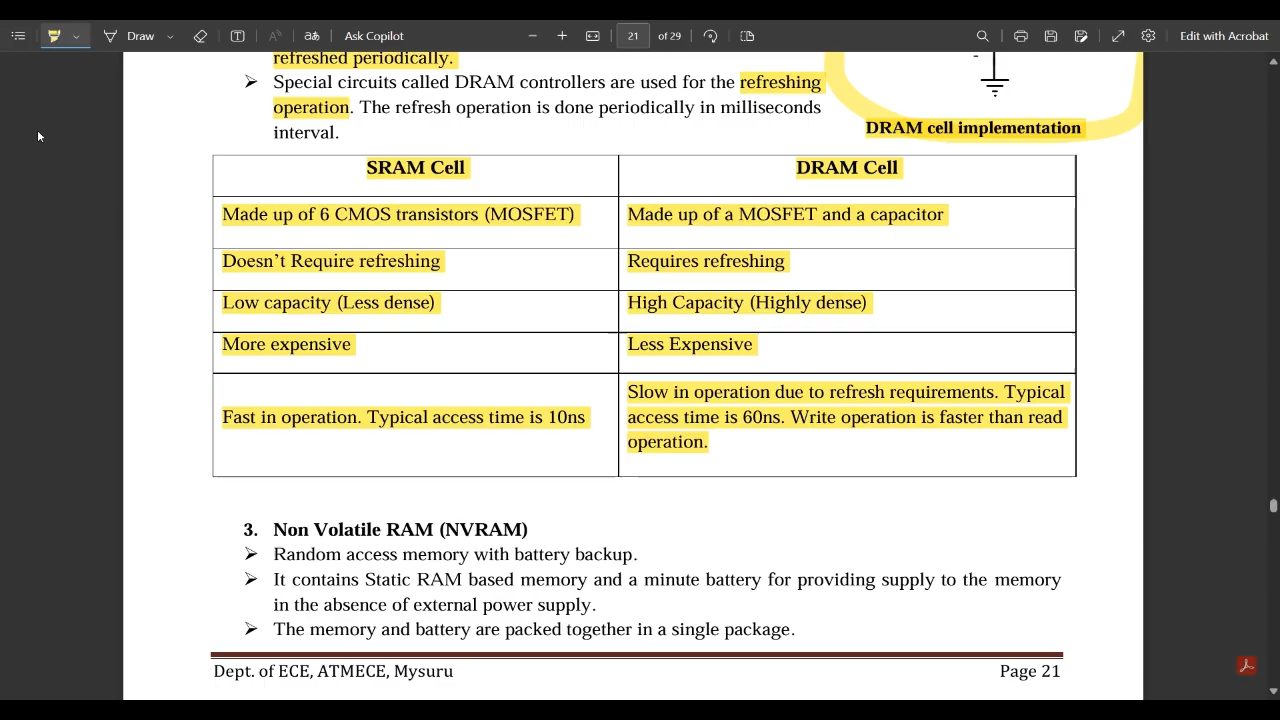 Draw
Ask Copilot
21
of 29
Edit with Acrobat
refreshed periodically.
➢ Special circuits called DRAM controllers are used for the refreshing
operation. The refresh operation is done periodically in milliseconds
interval.
DRAM cell implementation
SRAM Cell
DRAM Cell
Made up of 6 CMOS transistors (MOSFET)
Made up of a MOSFET and a capacitor
Doesn't Require refreshing
Requires refreshing
Low capacity (Less dense)
High Capacity (Highly dense)
More expensive
Less Expensive
Fast in operation. Typical access time is 10ns
Slow in operation due to refresh requirements. Typical
access time is 60ns. Write operation is faster than read
operation.
3. Non Volatile RAM (NVRAM)
➢ Random access memory with battery backup.
➢ It contains Static RAM based memory and a minute battery for providing supply to the memory
in the absence of external power supply.
➢ The memory and battery are packed together in a single package.
Dept. of ECE, ATMECE, Mysuru
Page 21